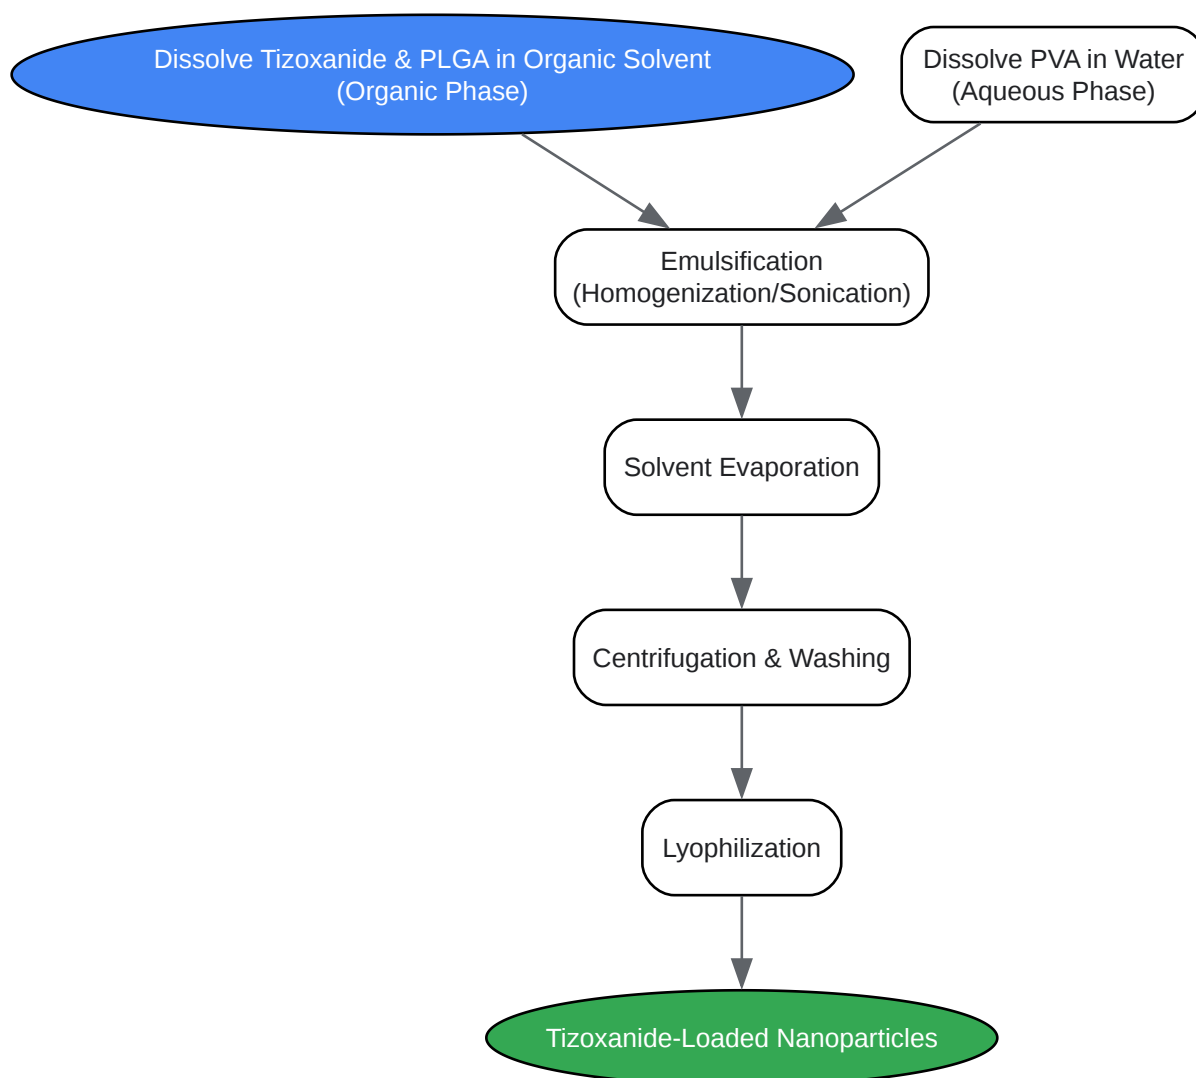 Dissolve Tizoxanide & PLGA in Organic Solvent
(Organic Phase)
Dissolve PVA in Water
(Aqueous Phase)
Emulsification
(Homogenization/Sonication)
Solvent Evaporation
Centrifugation & Washing
Lyophilization
Tizoxanide-Loaded Nanoparticles